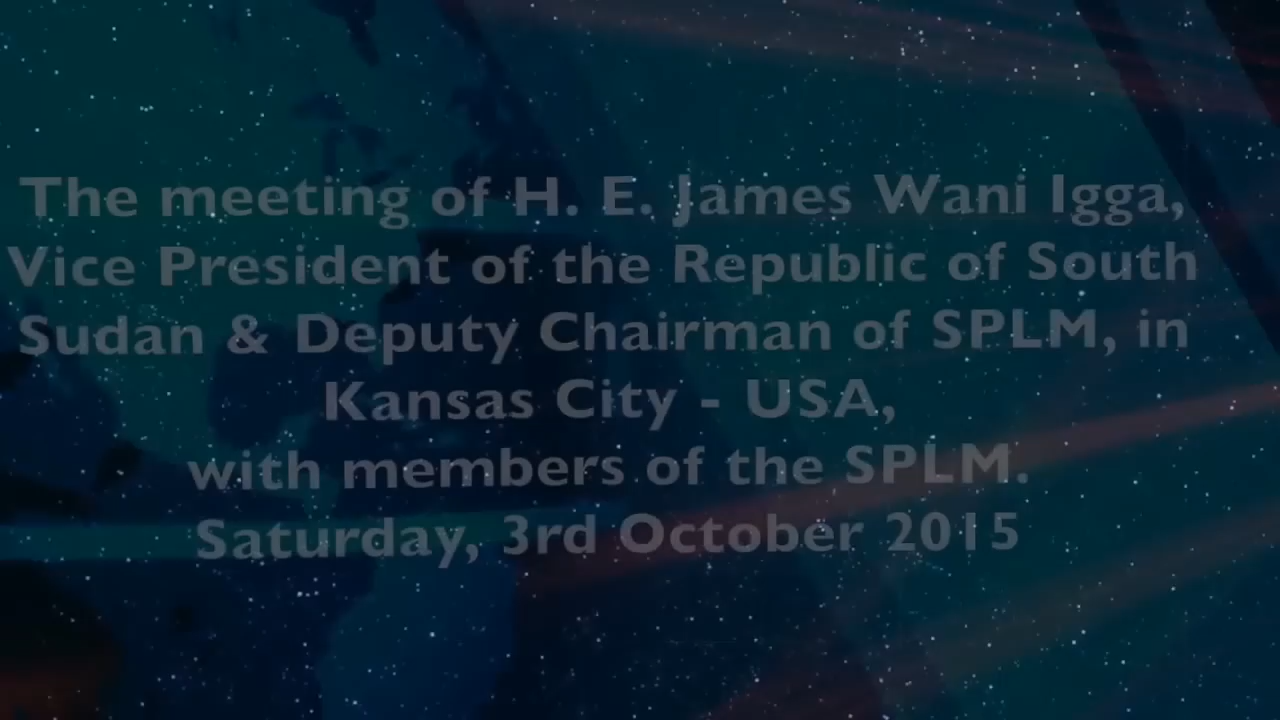 The meeting of H. E. James Wani Igga,
Vice President of the Republic of South
Sudan & Deputy Chairman of SPLM, in
Kansas City - USA,
with members of the SPLM.
Saturday, 3rd October 2015